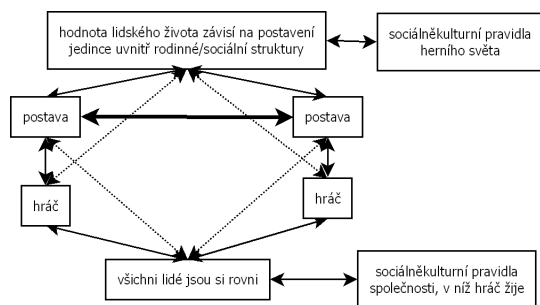 hodnota lidského života závisí na postavení
jedince uvnitř rodinné/sociální struktury
sociálněkulturní pravidla
herního světa
postava
postava
hráč
hráč
všichni lidé jsou si rovni
sociálněkulturní pravidla
společnosti, v níž hráč žije